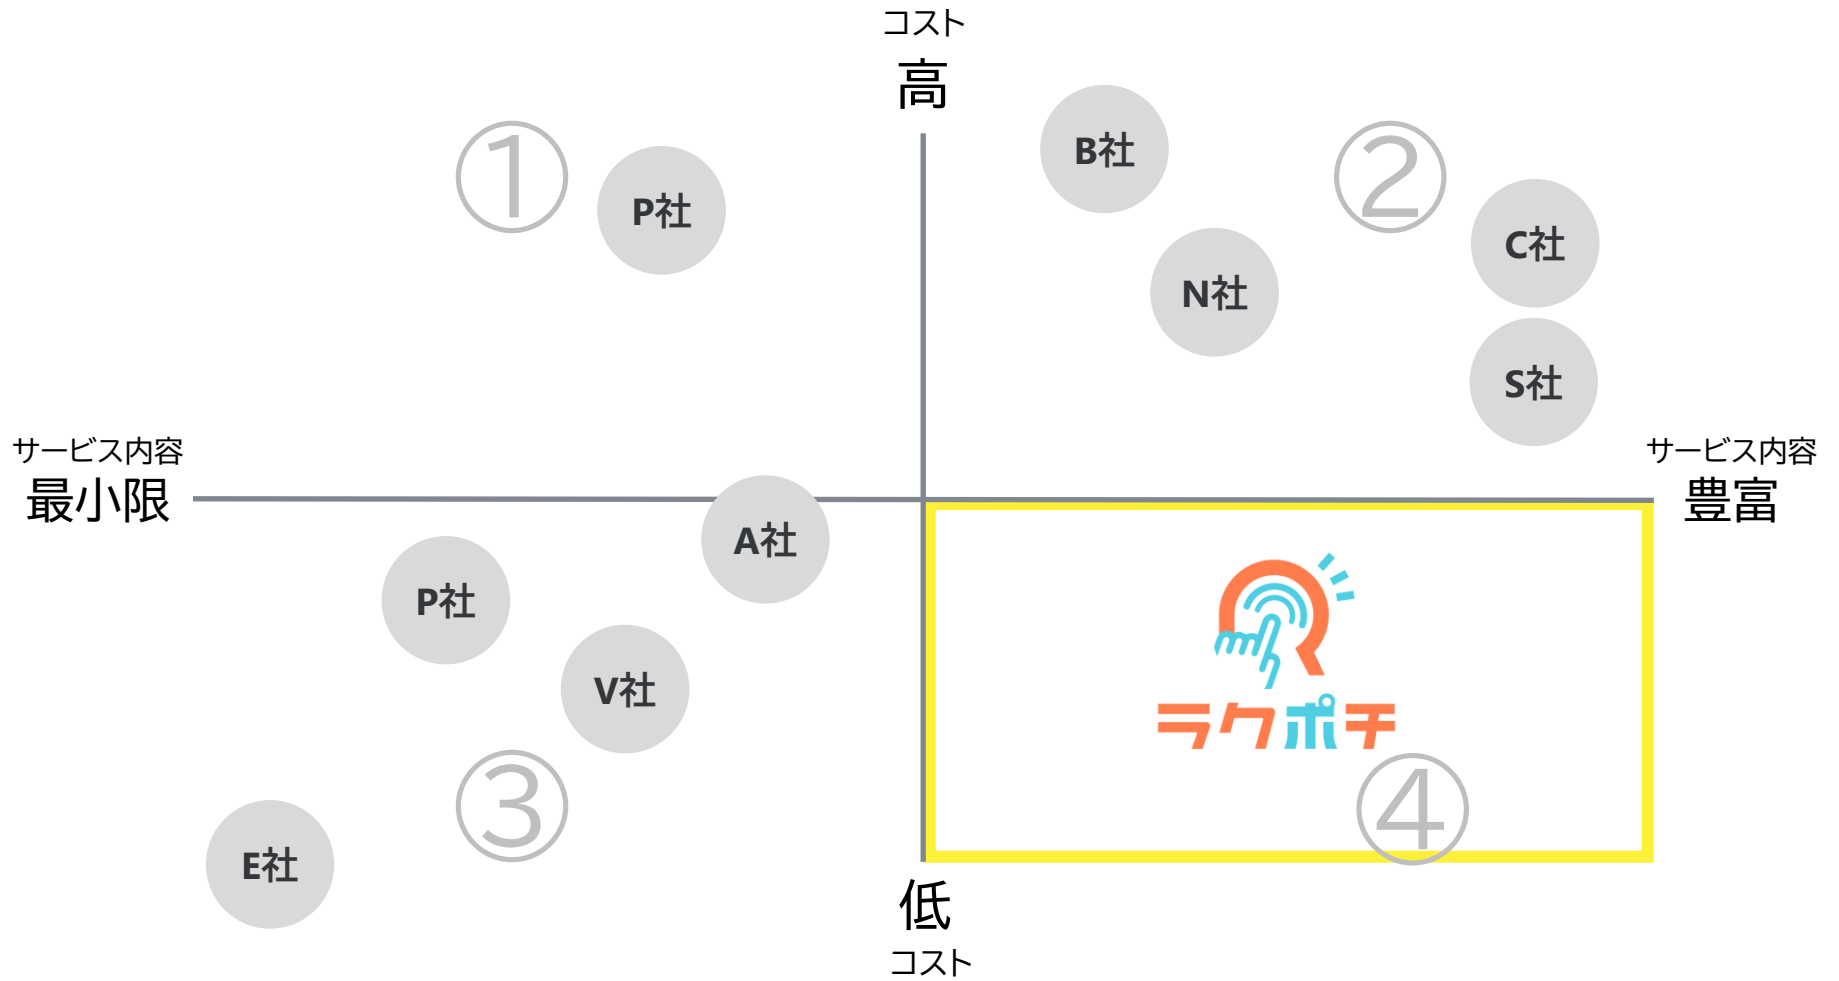 コスト
高
①
P社
B社
②
C社
N社
S社
サービス内容
最小限
サービス内容
豊富
A社
P社
V社
ラクポチ
③
④
E社
低
コスト